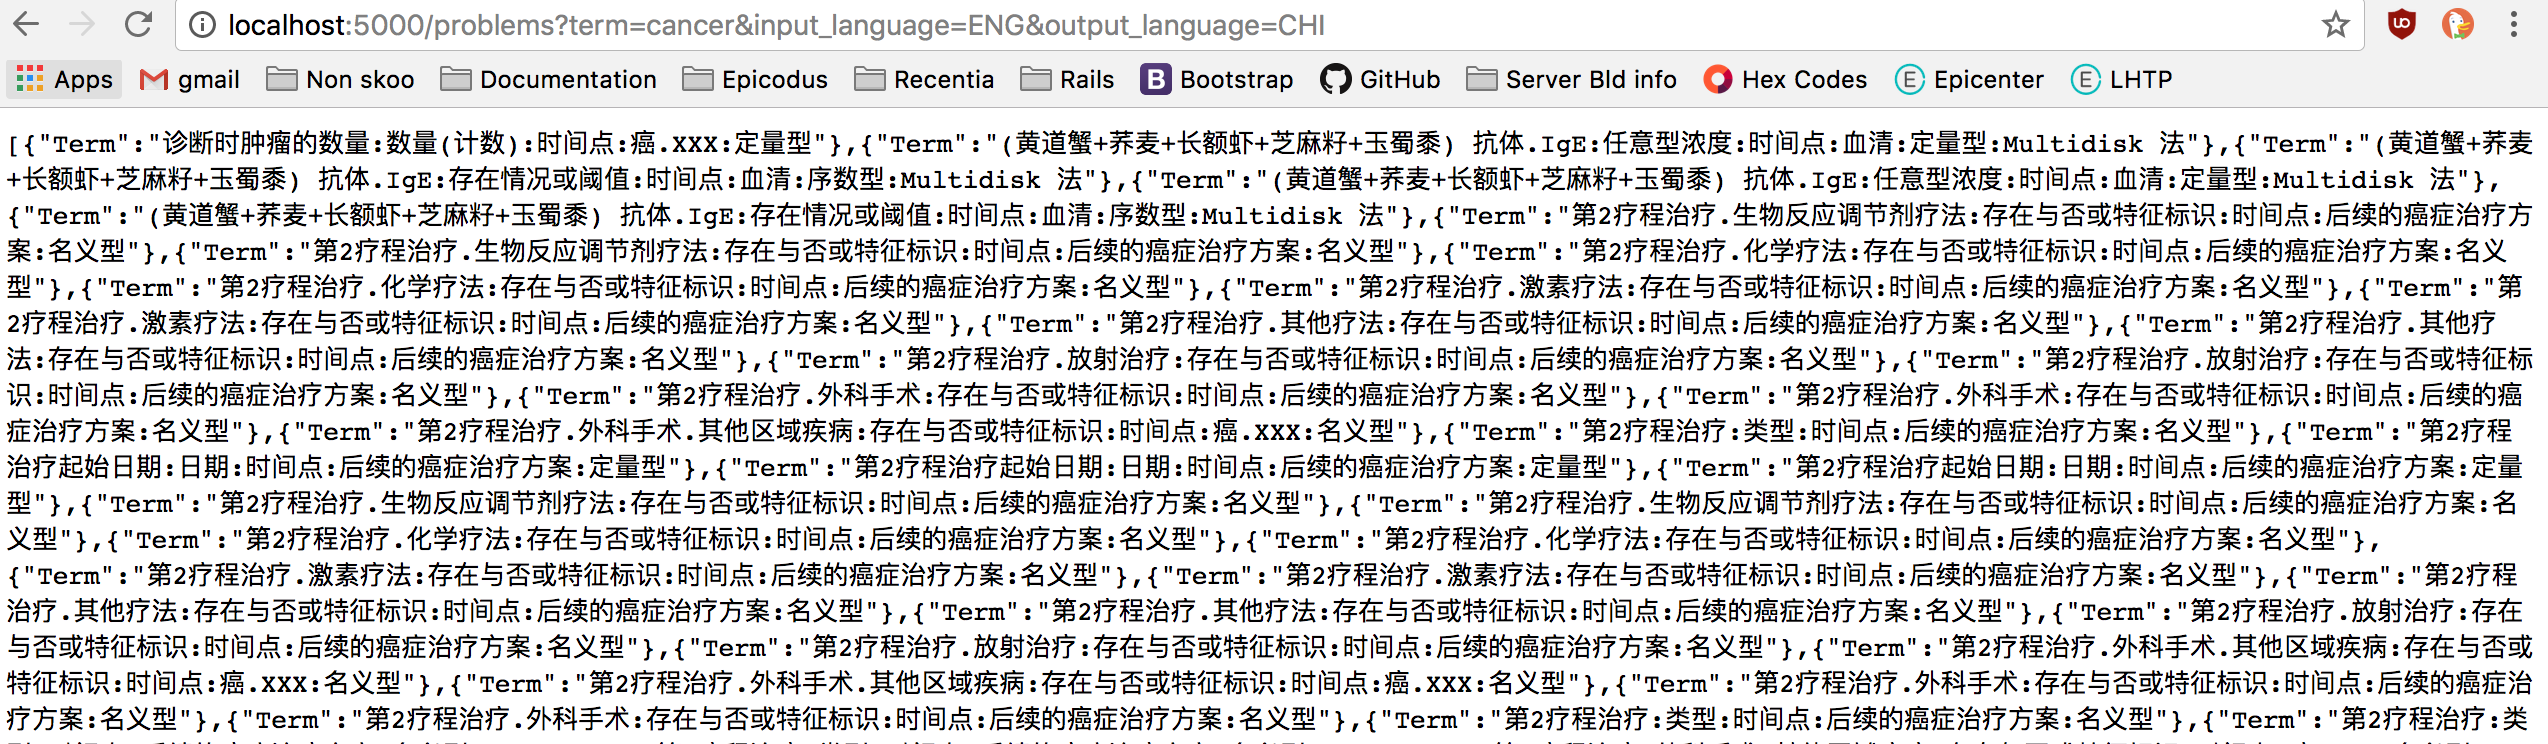 localhost:5000/problems?term=cancer&input_language=ENG&output_language=CHI
Apps gmail Non skoo Documentation Epicodus Recentia Rails Bootstrap GitHub Server Bld info Hex Codes Epicenter LHTP
[{"Term":"诊断时肿瘤的数量:数量(计数):时间点:癌.XXX:定量型"},{"Term":"(黄道蟹+荞麦+长额虾+芝麻籽+玉蜀黍) 抗体.IgE:任意型浓度:时间点:血清:定量型:Multidisk 法"},{"Term":"(黄道蟹+荞麦
+长额虾+芝麻籽+玉蜀黍) 抗体.IgE:存在情况或阈值:时间点:血清:序数型:Multidisk 法"},{"Term":"(黄道蟹+荞麦+长额虾+芝麻籽+玉蜀黍) 抗体.IgE:任意型浓度:时间点:血清:定量型:Multidisk 法"},
{"Term":"(黄道蟹+荞麦+长额虾+芝麻籽+玉蜀黍) 抗体.IgE:存在情况或阈值:时间点:血清:序数型:Multidisk 法"},{"Term":"第2疗程治疗.生物反应调节剂疗法:存在与否或特征标识:时间点:后续的癌症治疗方
案:名义型"},{"Term":"第2疗程治疗.生物反应调节剂疗法:存在与否或特征标识:时间点:后续的癌症治疗方案:名义型"},{"Term":"第2疗程治疗.化学疗法:存在与否或特征标识:时间点:后续的癌症治疗方案:名义
型"},{"Term":"第2疗程治疗.化学疗法:存在与否或特征标识:时间点:后续的癌症治疗方案:名义型"},{"Term":"第2疗程治疗.激素疗法:存在与否或特征标识:时间点:后续的癌症治疗方案:名义型"},{"Term":"第
2疗程治疗.激素疗法:存在与否或特征标识:时间点:后续的癌症治疗方案:名义型"},{"Term":"第2疗程治疗.其他疗法:存在与否或特征标识:时间点:后续的癌症治疗方案:名义型"},{"Term":"第2疗程治疗.其他疗
法:存在与否或特征标识:时间点:后续的癌症治疗方案:名义型"},{"Term":"第2疗程治疗.放射治疗:存在与否或特征标识:时间点:后续的癌症治疗方案:名义型"},{"Term":"第2疗程治疗.放射治疗:存在与否或特征标
识:时间点:后续的癌症治疗方案:名义型"},{"Term":"第2疗程治疗.外科手术:存在与否或特征标识:时间点:后续的癌症治疗方案:名义型"},{"Term":"第2疗程治疗.外科手术:存在与否或特征标识:时间点:后续的癌
症治疗方案:名义型"},{"Term":"第2疗程治疗.外科手术.其他区域疾病:存在与否或特征标识:时间点:癌.XXX:名义型"},{"Term":"第2疗程治疗:类型:时间点:后续的癌症治疗方案:名义型"},{"Term":"第2疗程
治疗起始日期:日期:时间点:后续的癌症治疗方案:定量型"},{"Term":"第2疗程治疗起始日期:日期:时间点:后续的癌症治疗方案:定量型"},{"Term":"第2疗程治疗起始日期:日期:时间点:后续的癌症治疗方案:定量
型"},{"Term":"第2疗程治疗.生物反应调节剂疗法:存在与否或特征标识:时间点:后续的癌症治疗方案:名义型"},{"Term":"第2疗程治疗.生物反应调节剂疗法:存在与否或特征标识:时间点:后续的癌症治疗方案:名
义型"},{"Term":"第2疗程治疗.化学疗法:存在与否或特征标识:时间点:后续的癌症治疗方案:名义型"},{"Term":"第2疗程治疗.化学疗法:存在与否或特征标识:时间点:后续的癌症治疗方案:名义型"},
{"Term":"第2疗程治疗.激素疗法:存在与否或特征标识:时间点:后续的癌症治疗方案:名义型"},{"Term":"第2疗程治疗.激素疗法:存在与否或特征标识:时间点:后续的癌症治疗方案:名义型"},{"Term":"第2疗程
治疗.其他疗法:存在与否或特征标识:时间点:后续的癌症治疗方案:名义型"},{"Term":"第2疗程治疗.其他疗法:存在与否或特征标识:时间点:后续的癌症治疗方案:名义型"},{"Term":"第2疗程治疗.放射治疗:存在
与否或特征标识:时间点:后续的癌症治疗方案:名义型"},{"Term":"第2疗程治疗.放射治疗:存在与否或特征标识:时间点:后续的癌症治疗方案:名义型"},{"Term":"第2疗程治疗.外科手术.其他区域疾病:存在与否或
特征标识:时间点:癌.XXX:名义型"},{"Term":"第2疗程治疗.外科手术.其他区域疾病:存在与否或特征标识:时间点:癌.XXX:名义型"},{"Term":"第2疗程治疗.外科手术:存在与否或特征标识:时间点:后续的癌症治
疗方案:名义型"},{"Term":"第2疗程治疗.外科手术:存在与否或特征标识:时间点:后续的癌症治疗方案:名义型"},{"Term":"第2疗程治疗:类型:时间点:后续的癌症治疗方案:名义型"},{"Term":"第2疗程治疗:类